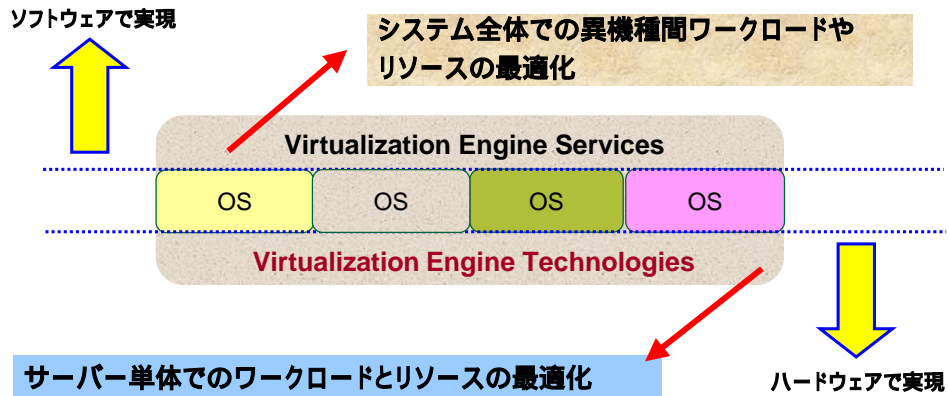 ソフトウェアで実現
システム全体での異機種間ワークロードや
リソースの最適化
Virtualization Engine Services
OS OS OS OS
Virtualization Engine Technologies
サーバー単体でのワークロードとリソースの最適化
ハードウェアで実現